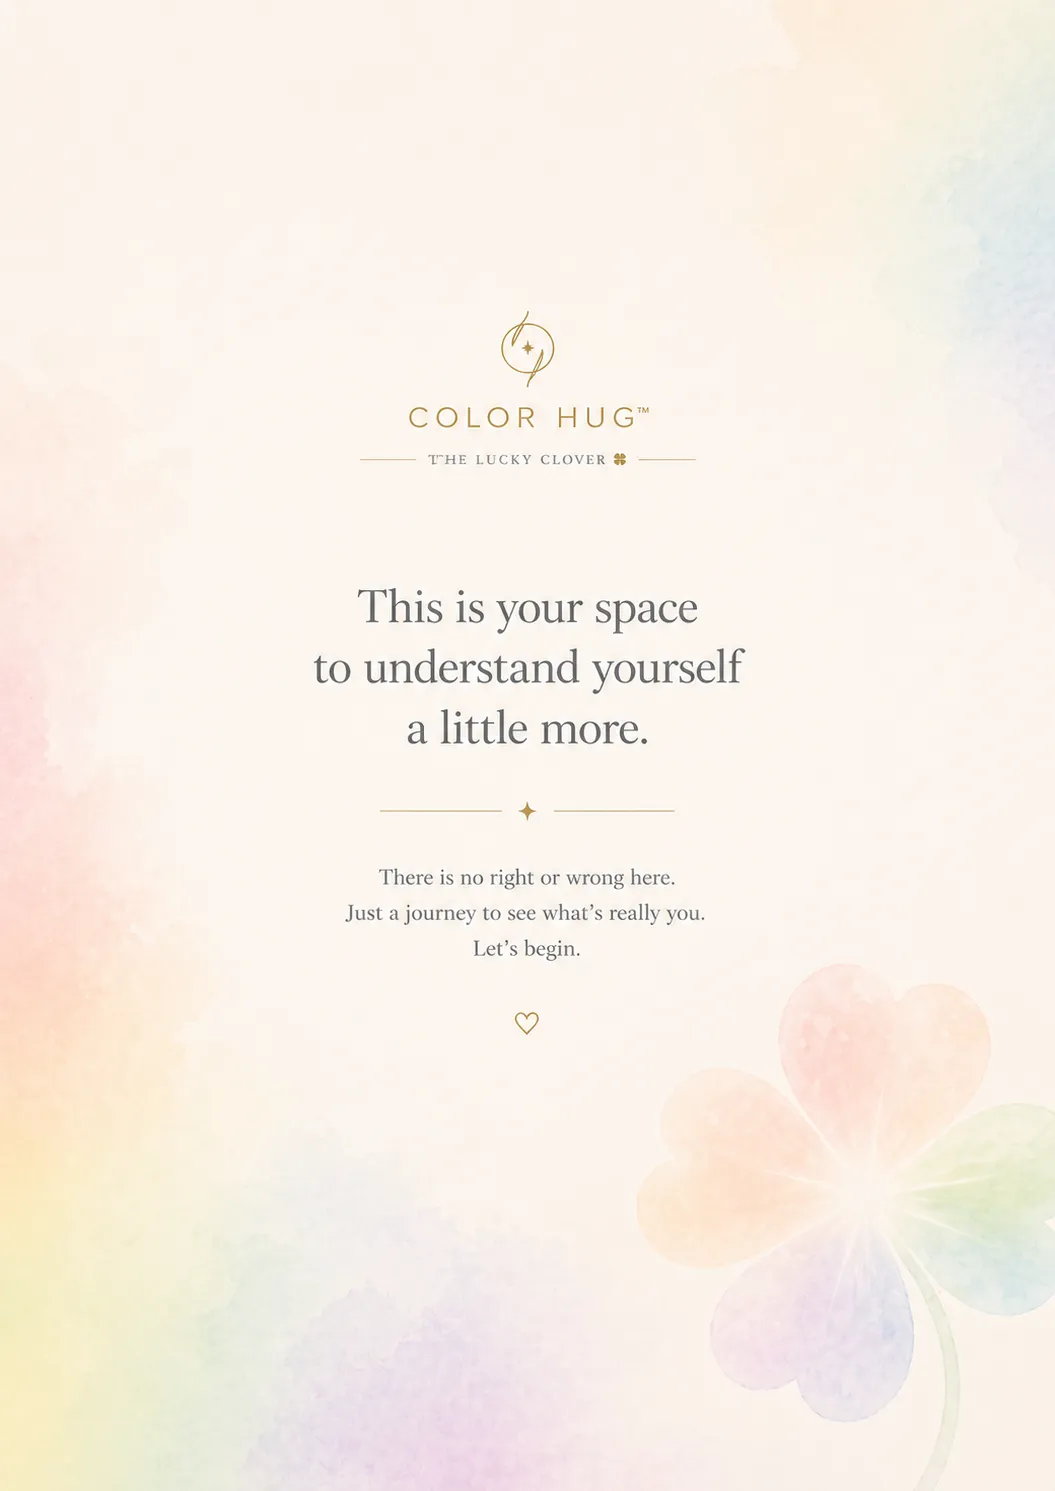 COLOR HUG™
THE LUCKY CLOVER
This is your space
to understand yourself
a little more.
There is no right or wrong here.
Just a journey to see what’s really you.
Let’s begin.